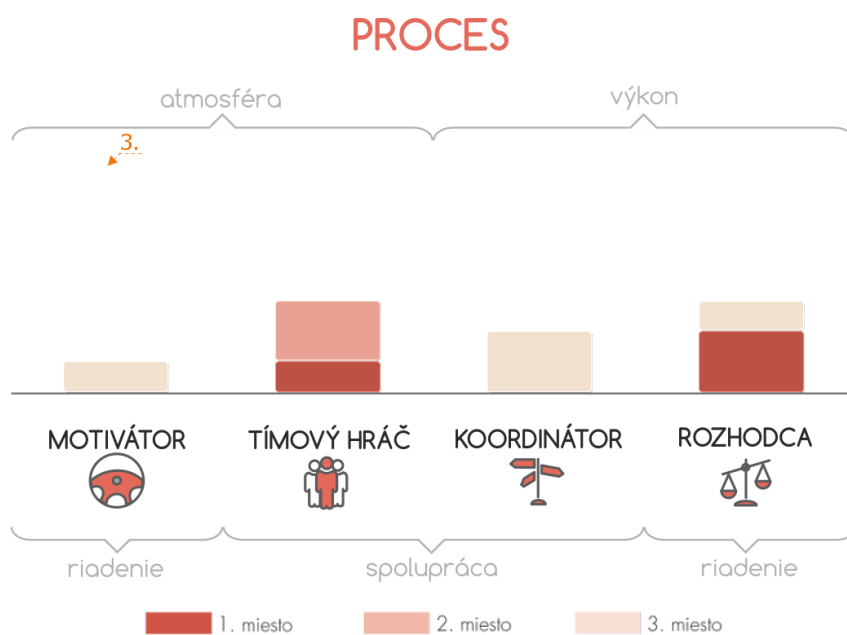 PROCES
atmosféra
výkon
3.
MOTIVÁTOR
TÍMOVÝ HRÁČ
KOORDINÁTOR
ROZHODCA
riadenie
spolupráca
riadenie
1. miesto
2. miesto
3. miesto